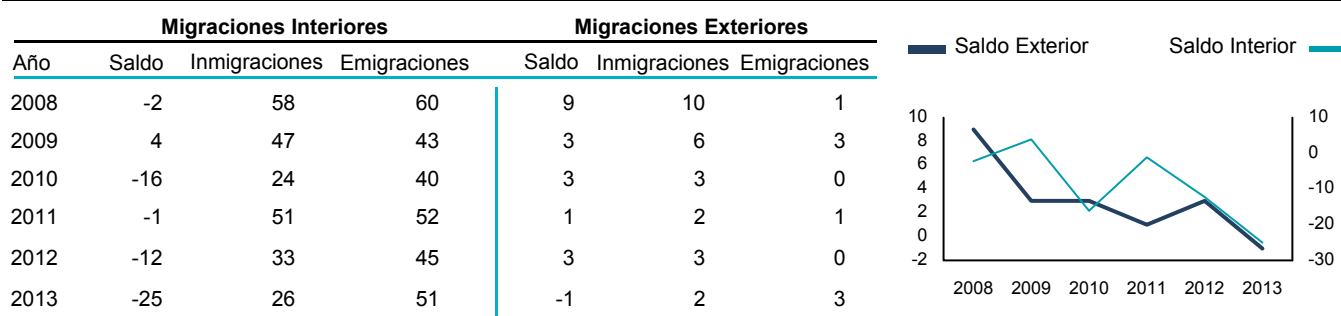 Migraciones Interiores Migraciones Exteriores
Año Saldo Inmigraciones Emigraciones Saldo Inmigraciones Emigraciones
2008 -2 58 60 9 10 1
2009 4 47 43 3 6 3
2010 -16 24 40 3 3 0
2011 -1 51 52 1 2 1
2012 -12 33 45 3 3 0
2013 -25 26 51 -1 2 3
Saldo Exterior Saldo Interior
10 10
8
6 0
4 -10
2
0 -20
-2 -30
2008 2009 2010 2011 2012 2013